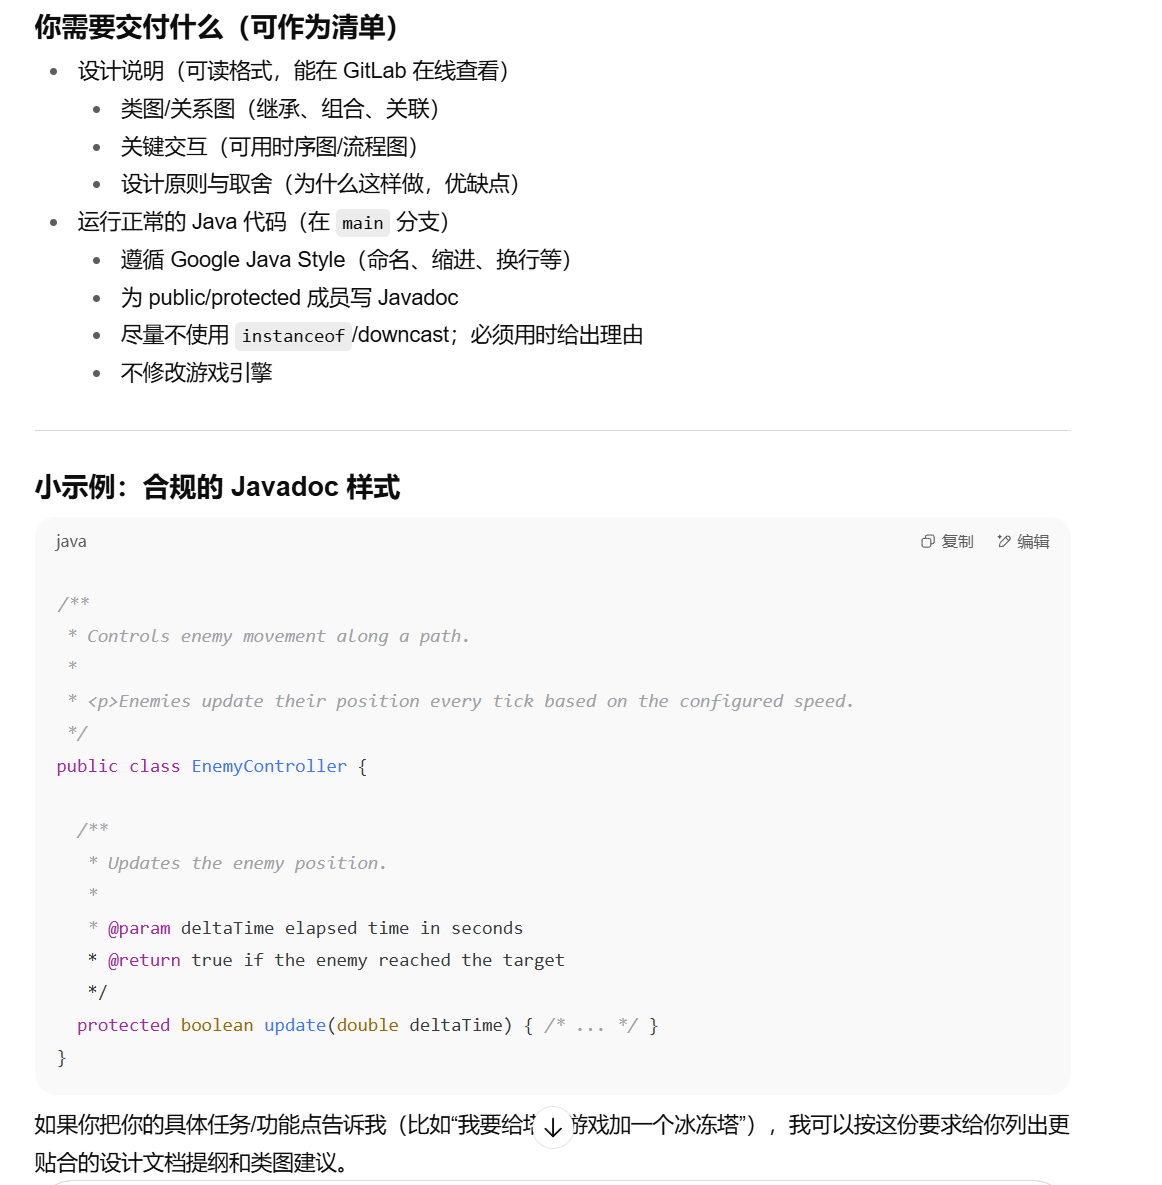 你需要交付什么（可作为清单）
设计说明（可读格式，能在 GitLab 在线查看）
类图/关系图（继承、组合、关联）
关键交互（可用时序图/流程图）
设计原则与取舍（为什么这样做，优缺点）
运行正常的 Java 代码（在 main 分支）
遵循 Google Java Style（命名、缩进、换行等）
为 public/protected 成员写 Javadoc
尽量不使用 instanceof/downcast；必须用时给出理由
不修改游戏引擎
小示例：合规的 Javadoc 样式
java
复制 编辑
/**
* Controls enemy movement along a path.
*
* <p>Enemies update their position every tick based on the configured speed.
*/
public class EnemyController {
/**
* Updates the enemy position.
*
* @param deltaTime elapsed time in seconds
* @return true if the enemy reached the target
*/
protected boolean update(double deltaTime) { /* ... */ }
}
如果你把你的具体任务/功能点告诉我（比如“我要给塔 游戏加一个冰冻塔”），我可以按这份要求给你列出更
贴合的设计文档提纲和类图建议。